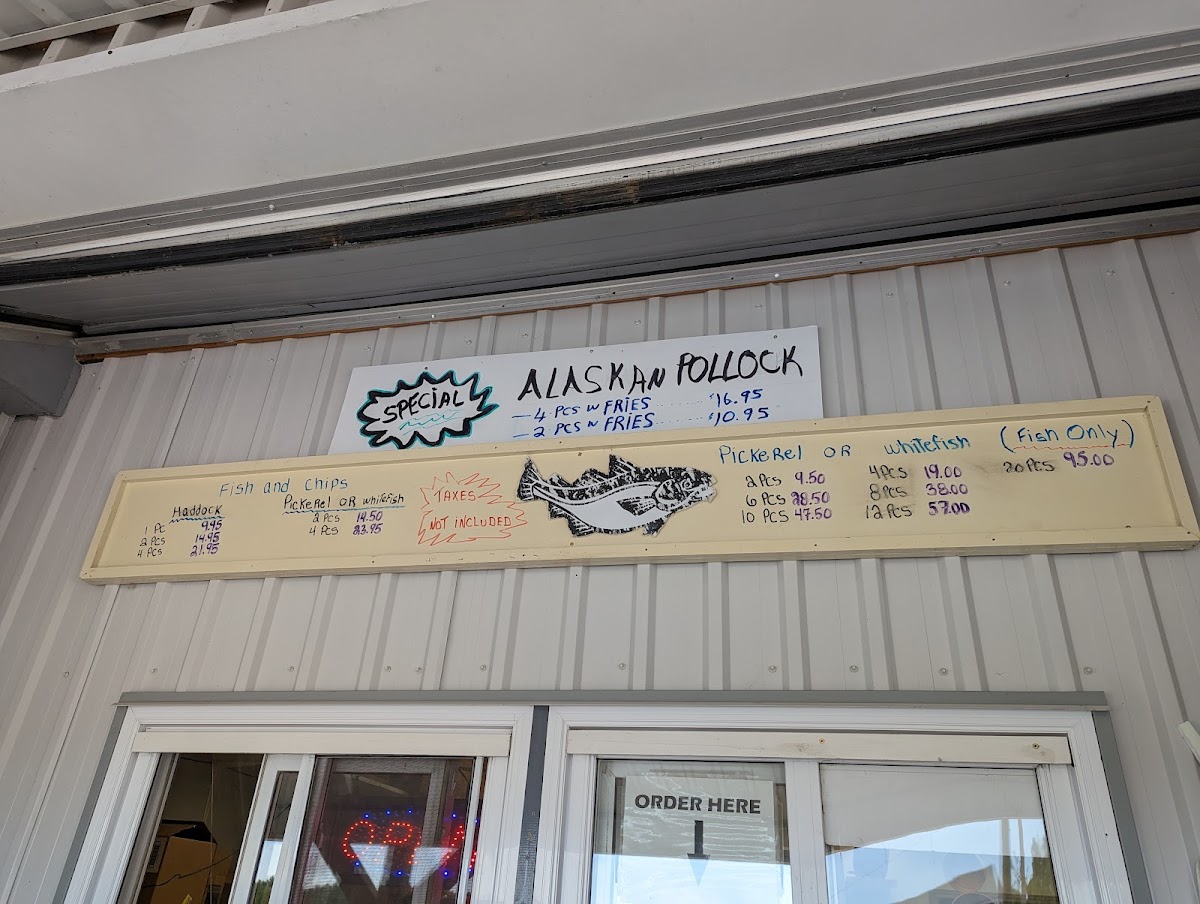 SPECIAL
ALASKAN POLLOCK
- 4 PCS W FRIES ......... $16.95
- 2 PCS W FRIES ......... $10.95
Fish and Chips
Haddock
1 PC 9.95
2 PCS 14.95
4 PCS 21.95
Pickerel OR whitefish
2 PCS 14.50
4 PCS 23.95
TAXES
NOT INCLUDED
Pickerel OR whitefish (Fish Only)
2 PCS 9.50
6 PCS 28.50
10 PCS 47.50
4 PCS 19.00
8 PCS 38.00
12 PCS 57.00
20 PCS 95.00
ORDER HERE
OPEN